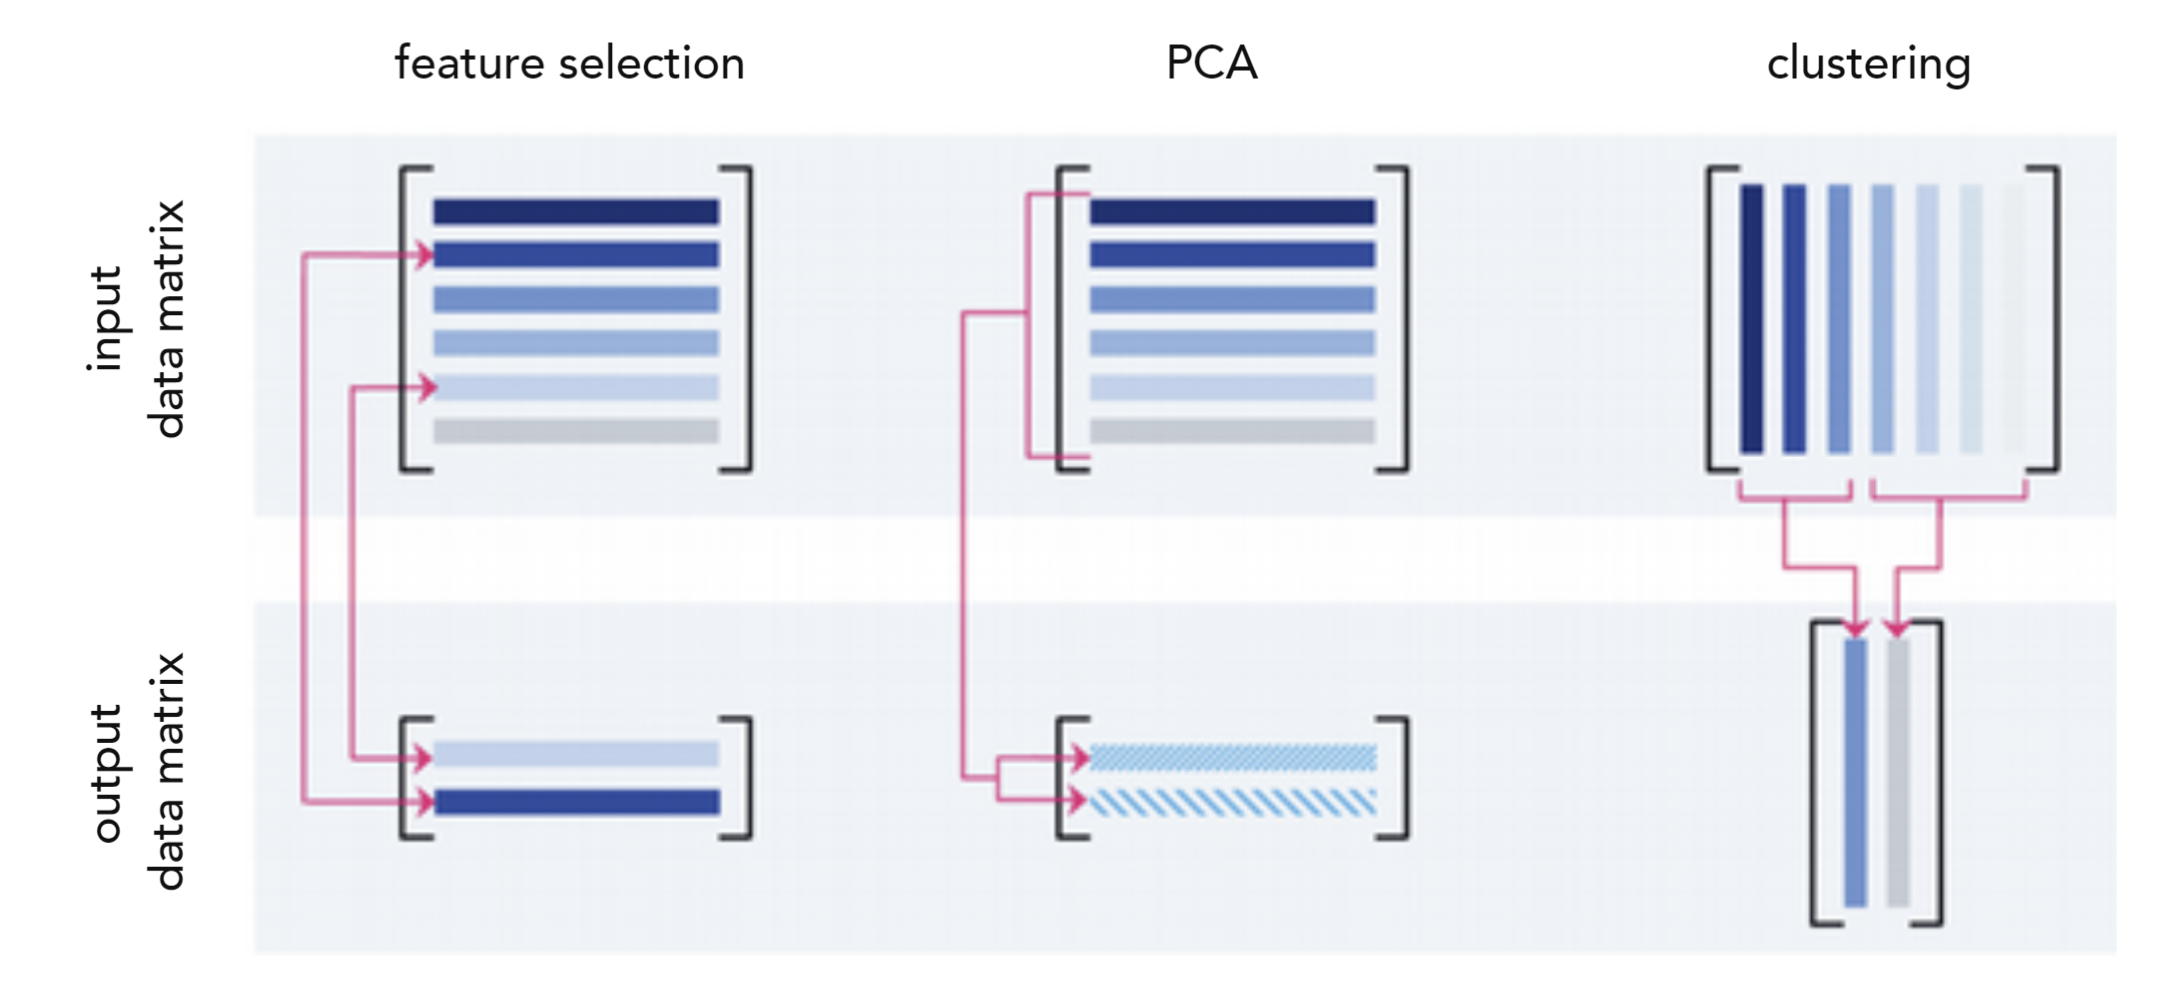 feature selection
PCA
clustering
input
data matrix
output
data matrix